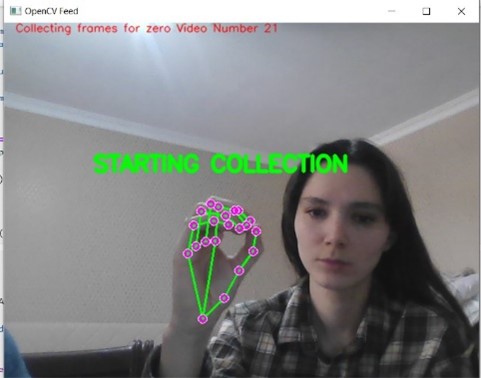 OpenCV Feed
Collecting frames for zero Video Number 21
STARTING COLLECTION